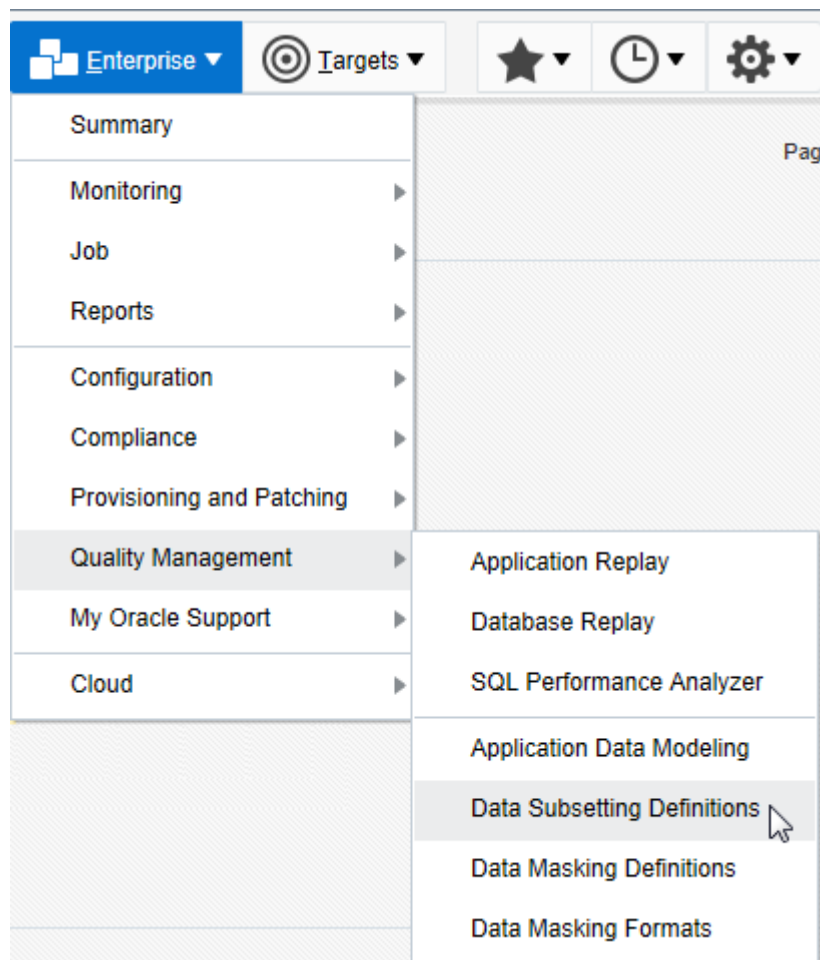 Enterprise
Targets
Pag
Summary
Monitoring
Job
Reports
Configuration
Compliance
Provisioning and Patching
Quality Management
My Oracle Support
Cloud
Application Replay
Database Replay
SQL Performance Analyzer
Application Data Modeling
Data Subsetting Definitions
Data Masking Definitions
Data Masking Formats